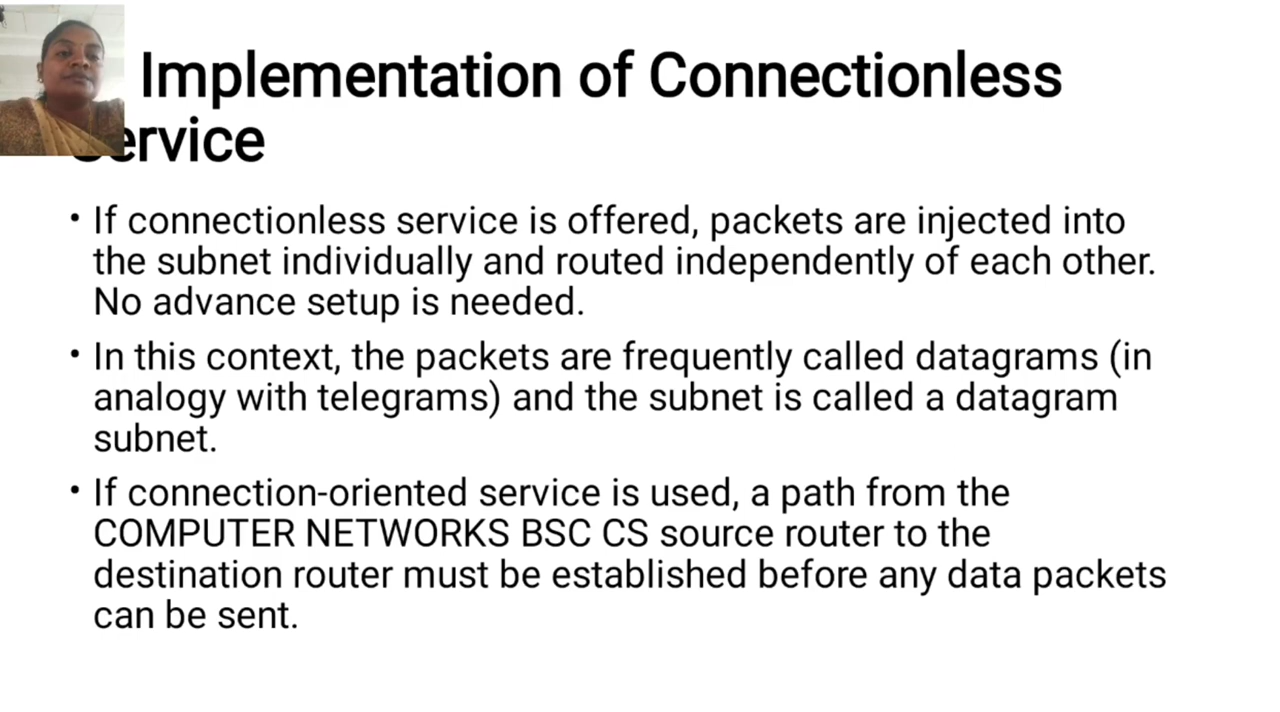 Implementation of Connectionless
Service
• If connectionless service is offered, packets are injected into
the subnet individually and routed independently of each other.
No advance setup is needed.
• In this context, the packets are frequently called datagrams (in
analogy with telegrams) and the subnet is called a datagram
subnet.
• If connection-oriented service is used, a path from the
COMPUTER NETWORKS BSC CS source router to the
destination router must be established before any data packets
can be sent.